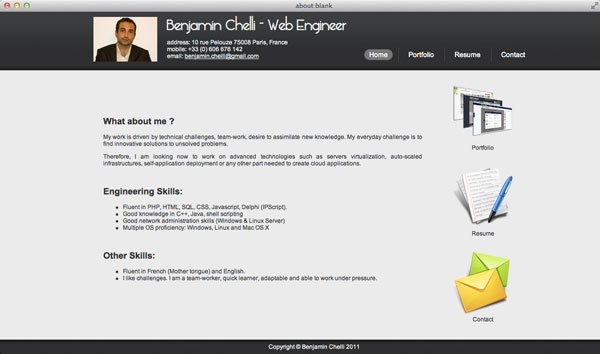 about:blank
Benjamin Chelli - Web Engineer
address: 10 rue Pelouze 75008 Paris, France
mobile: +33 (0) 606 676 142
email: benjamin.chelli@gmail.com
Home Portfolio Resume Contact
What about me ?
My work is driven by technical challenges, team-work, desire to assimilate new knowledge. My everyday challenge is to
find innovative solutions to unsolved problems.
Therefore, I am looking now to work on advanced technologies such as servers virtualization, auto-scaled
infrastructures, self-application deployment or any other part needed to create cloud applications.
Engineering Skills:
Fluent in PHP, HTML, SQL, CSS, Javascript, Delphi (IPScript).
Good knowledge in C++, Java, shell scripting
Good network administration skills (Windows & Linux Server)
Multiple OS proficiency: Windows, Linux and Mac OS X
Other Skills:
Fluent in French (Mother tongue) and English.
I like challenges. I am a team-worker, quick learner, adaptable and able to work under pressure.
Portfolio
Resume
Contact
Copyright © Benjamin Chelli 2011